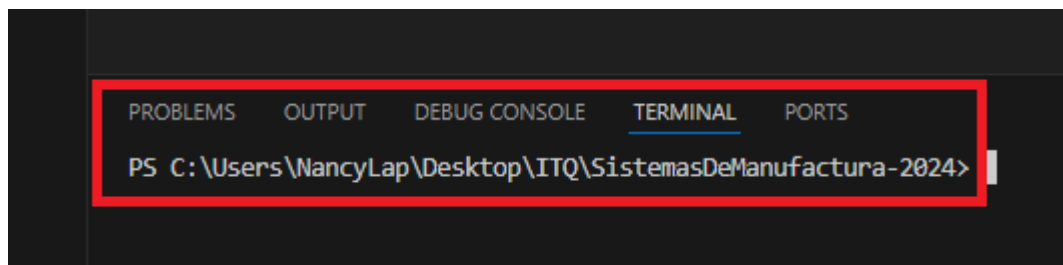 PROBLEMS OUTPUT DEBUG CONSOLE TERMINAL PORTS
PS C:\Users\NancyLap\Desktop\ITQ\SistemasDeManufactura-2024>